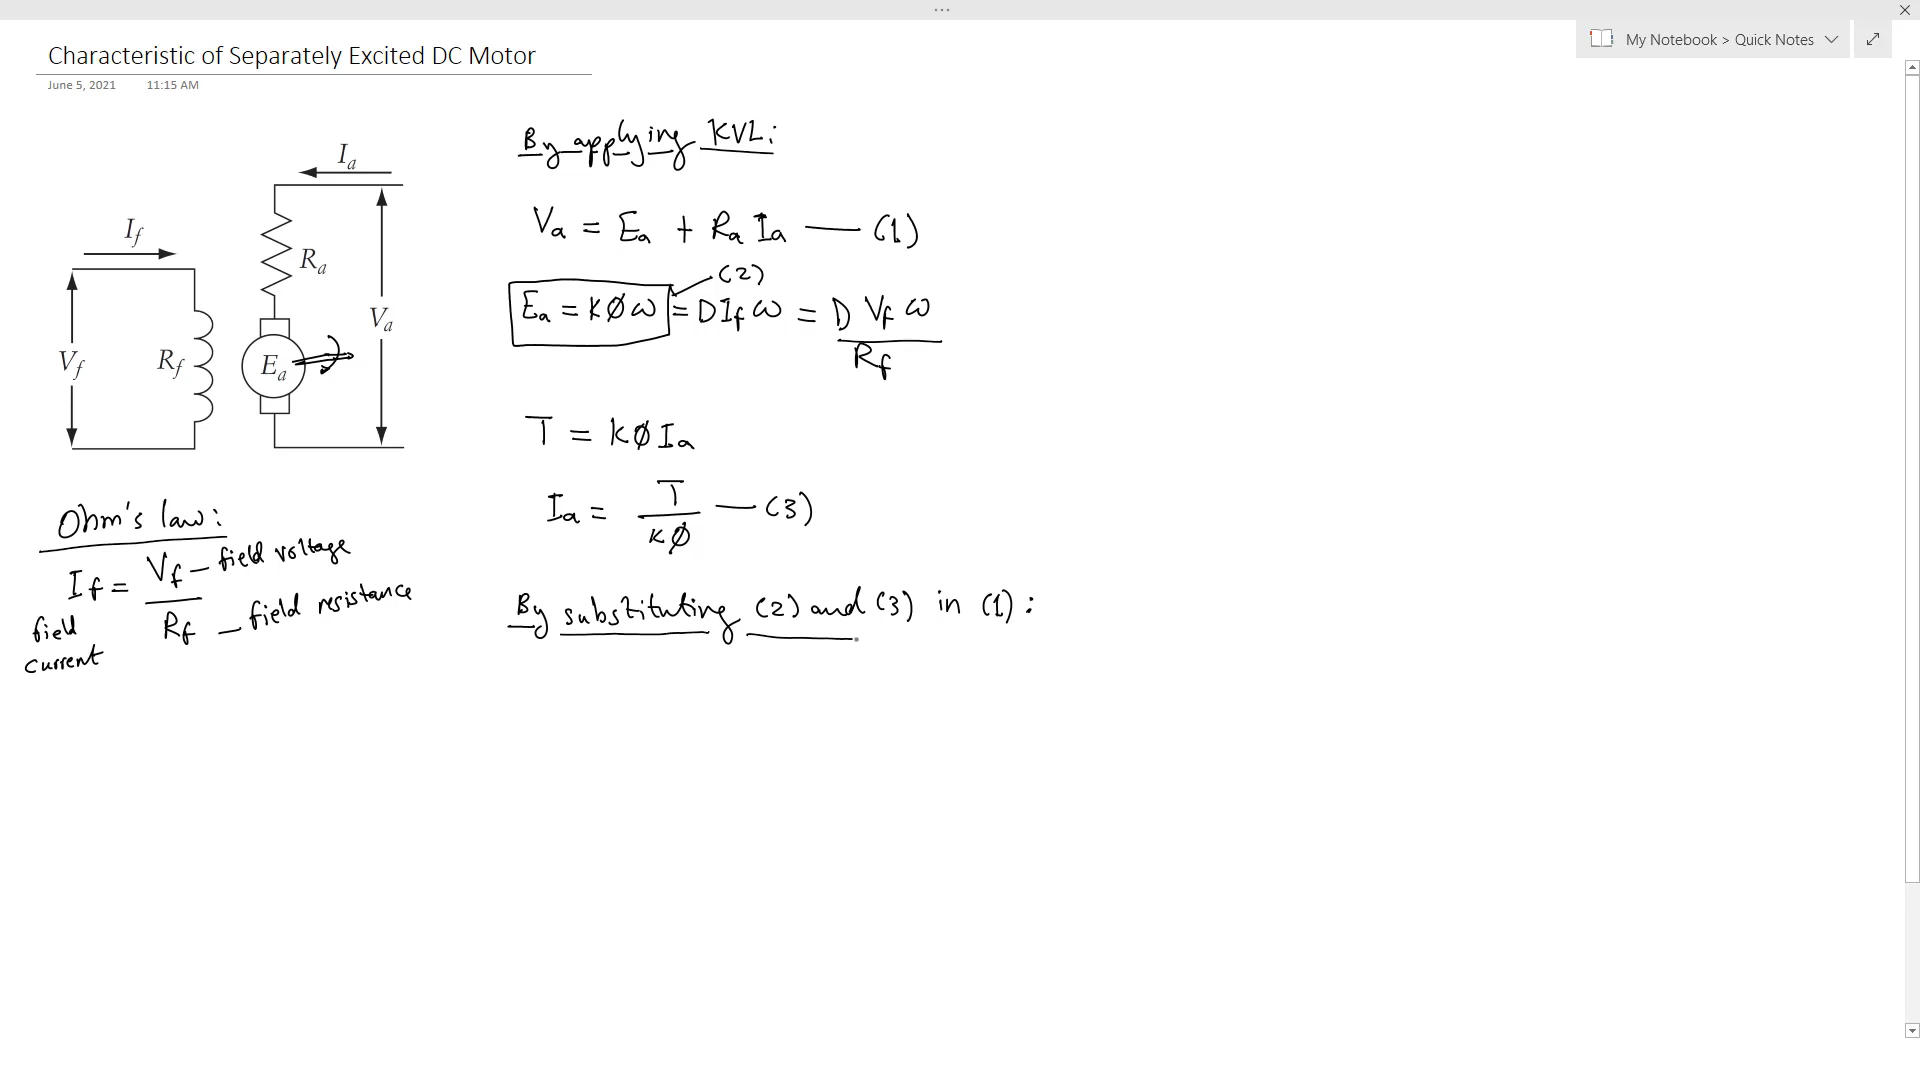 My Notebook > Quick Notes
Characteristic of Separately Excited DC Motor
June 5, 2021 11:15 AM
Ia
If
Ra
Va
Vf
Rf
Ea
Ohm's law:
If = Vf / Rf
field voltage
field resistance
field
current
By applying KVL:
Va = Ea + Ra Ia — (1)
(2)
Ea = KØω = DIfω = D Vf ω / Rf
T = KØIa
Ia = T / KØ — (3)
By substituting (2) and (3) in (1):